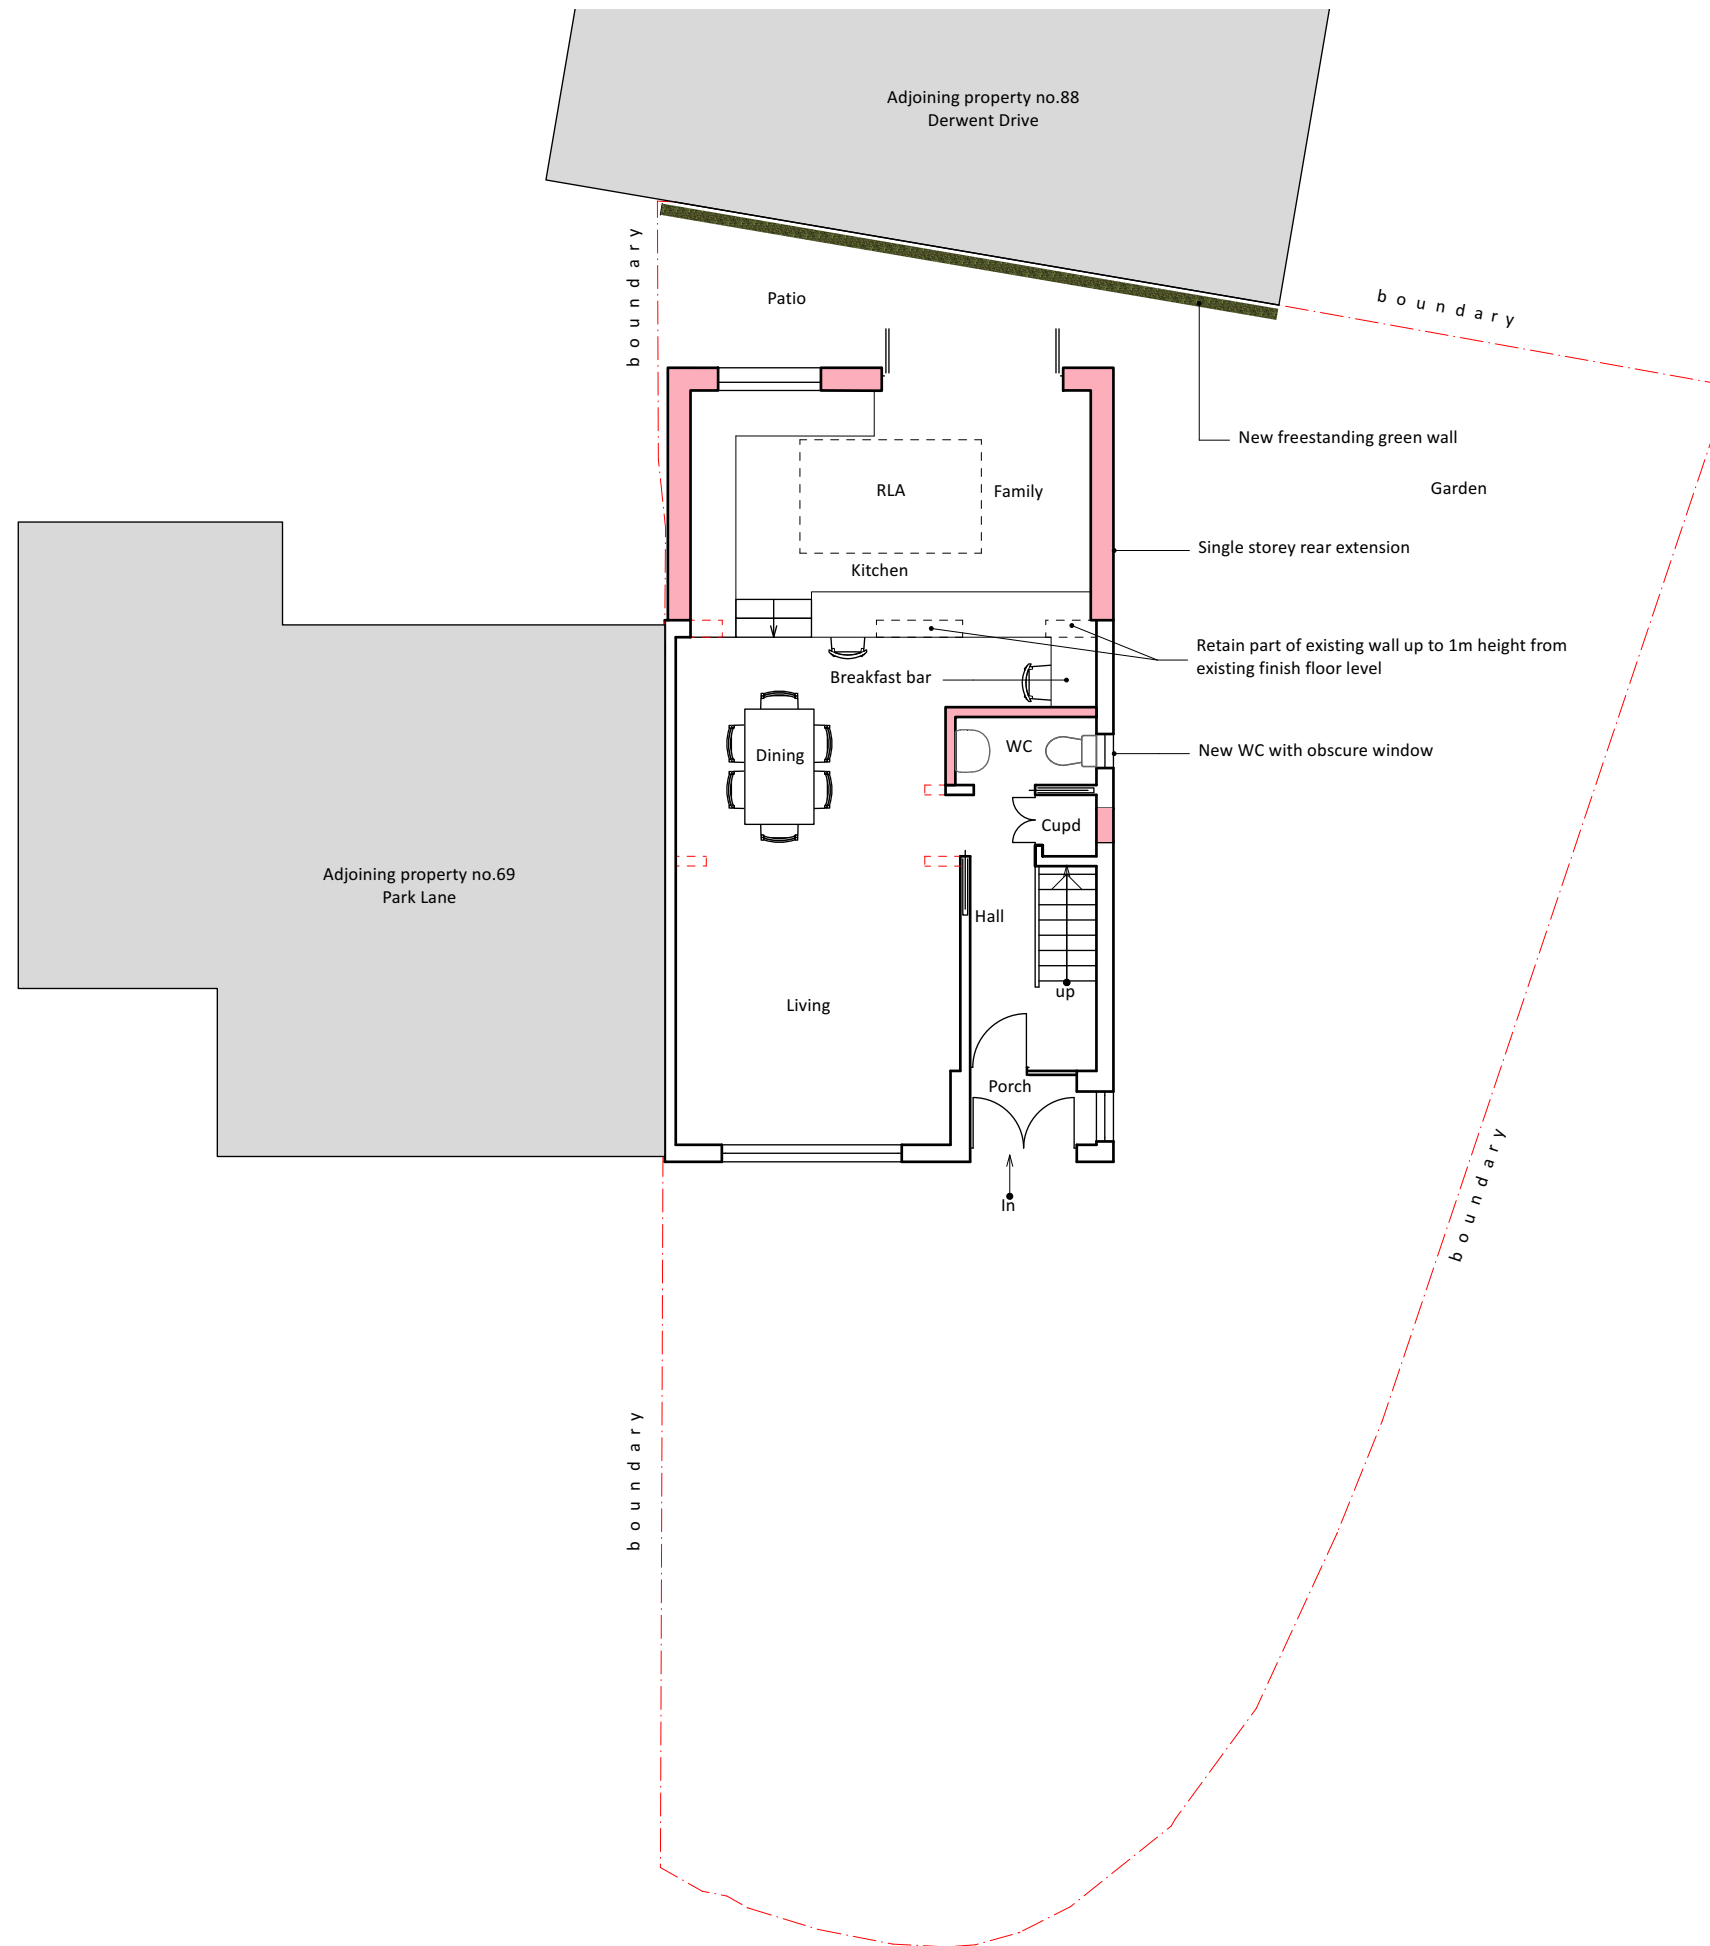 Adjoining property no.88
Derwent Drive
boundary
boundary
Patio
New freestanding green wall
RLA
Family
Garden
Single storey rear extension
Kitchen
Retain part of existing wall up to 1m height from
existing finish floor level
Breakfast bar
WC
New WC with obscure window
Dining
Cupd
Adjoining property no.69
Park Lane
Hall
up
Living
Porch
In
boundary
boundary